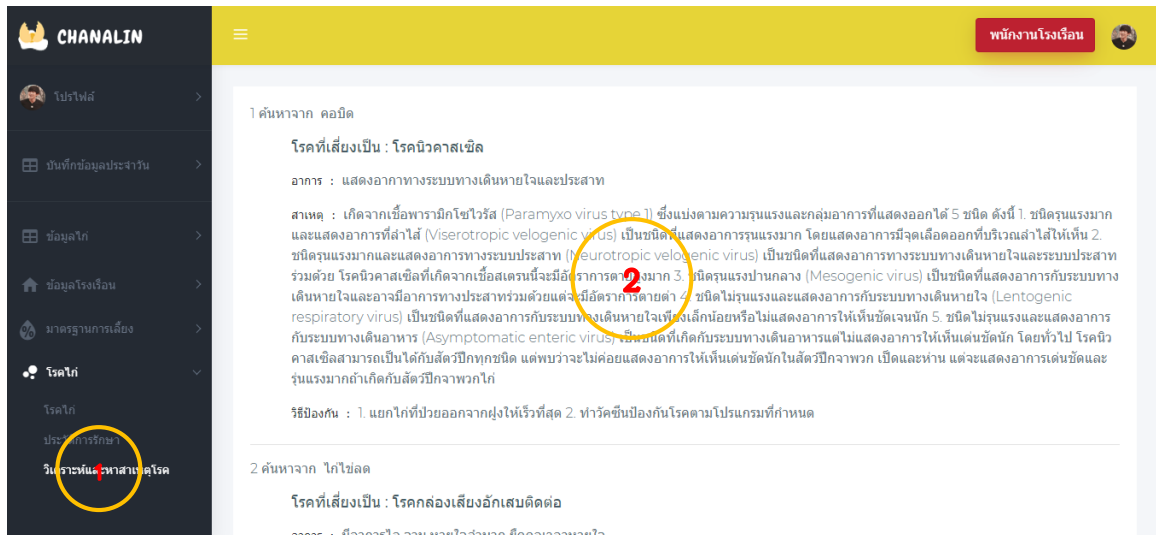 CHANALIN
พนักงานโรงเรือน
โปรไฟล์
บันทึกข้อมูลประจำวัน
ข้อมูลไก่
ข้อมูลโรงเรือน
มาตรฐานการเลี้ยง
โรคไก่
โรคไก่
ประวัติการรักษา
วิเคราะห์และหาสาเหตุโรค
1
1 ค้นหาจาก คอบิด
โรคที่เสี่ยงเป็น : โรคนิวคาสเซิล
อาการ : แสดงอากาทางระบบทางเดินหายใจและประสาท
สาเหตุ : เกิดจากเชื้อพารามิกโซไวรัส (Paramyxo virus type 1) ซึ่งแบ่งตามความรุนแรงและกลุ่มอาการที่แสดงออกได้ 5 ชนิด ดังนี้ 1. ชนิดรุนแรงมาก
และแสดงอาการที่ลำไส้ (Viserotropic velogenic virus) เป็นชนิดที่แสดงอาการรุนแรงมาก โดยแสดงอาการมีจุดเลือดออกที่บริเวณลำไส้ให้เห็น 2.
ชนิดรุนแรงมากและแสดงอาการทางระบบประสาท (Neurotropic velogenic virus) เป็นชนิดที่แสดงอาการทางระบบทางเดินหายใจและระบบประสาท
ร่วมด้วย โรคนิวคาสเซิลที่เกิดจากเชื้อสเตรนนี้จะมีอัตราการตายสูงมาก 3. ชนิดรุนแรงปานกลาง (Mesogenic virus) เป็นชนิดที่แสดงอาการกับระบบทาง
เดินหายใจและอาจมีอาการทางประสาทร่วมด้วยแต่จะมีอัตราการตายต่ำ 4. ชนิดไม่รุนแรงและแสดงอาการกับระบบทางเดินหายใจ (Lentogenic
respiratory virus) เป็นชนิดที่แสดงอาการกับระบบทางเดินหายใจเพียงเล็กน้อยหรือไม่แสดงอาการให้เห็นชัดเจนนัก 5. ชนิดไม่รุนแรงและแสดงอาการ
กับระบบทางเดินอาหาร (Asymptomatic enteric virus) เป็นชนิดที่เกิดกับระบบทางเดินอาหารแต่ไม่แสดงอาการให้เห็นเด่นชัดนัก โดยทั่วไป โรคนิว
คาสเซิลสามารถเป็นได้กับสัตว์ปีกทุกชนิด แต่พบว่าจะไม่ค่อยแสดงอาการให้เห็นเด่นชัดนักในสัตว์ปีกจาพวก เป็ดและห่าน แต่จะแสดงอาการเด่นชัดและ
รุ่นแรงมากถ้าเกิดกับสัตว์ปีกจาพวกไก่
2
วิธีป้องกัน : 1. แยกไก่ที่ป่วยออกจากฝูงให้เร็วที่สุด 2. ทำวัคซีนป้องกันโรคตามโปรแกรมที่กำหนด
2 ค้นหาจาก ไก่ไข่ลด
โรคที่เสี่ยงเป็น : โรคกล่องเสียงอักเสบติดต่อ